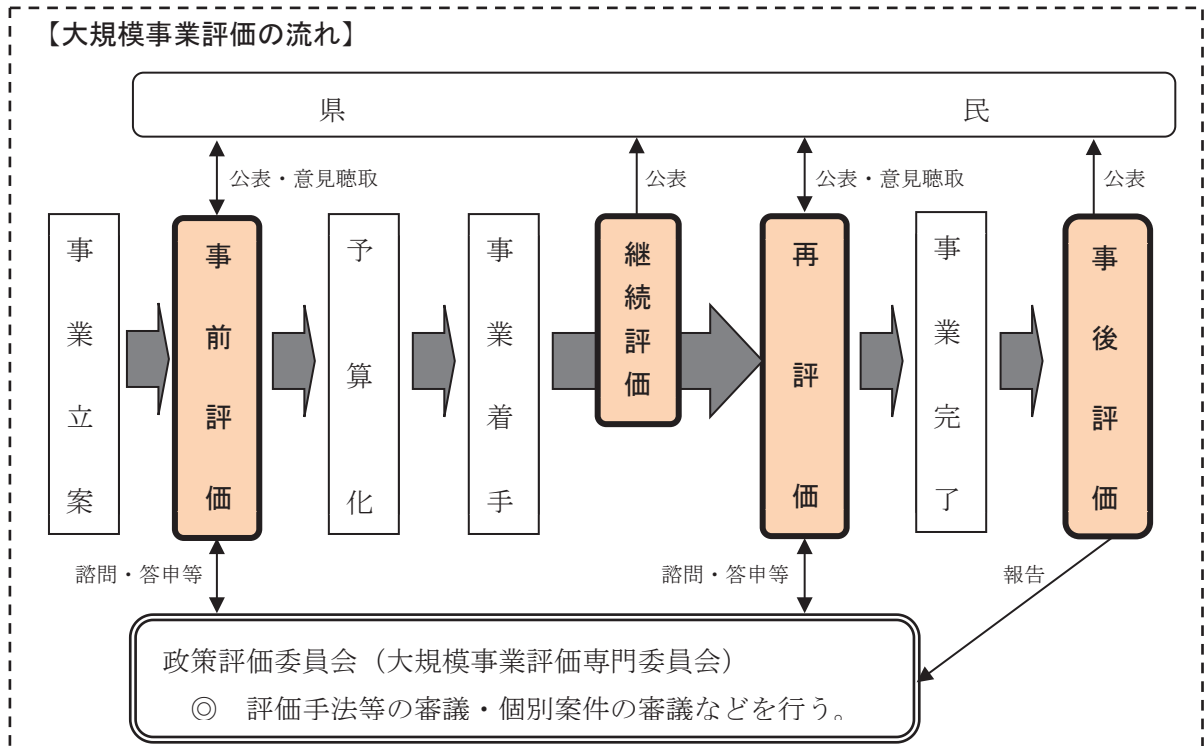 【大規模事業評価の流れ】
県 民
公表・意見聴取
公表
公表・意見聴取
公表
事業立案
事前評価
予算化
事業着手
継続評価
再評価
事業完了
事後評価
諮問・答申等
諮問・答申等
報告
政策評価委員会（大規模事業評価専門委員会）
◎ 評価手法等の審議・個別案件の審議などを行う。